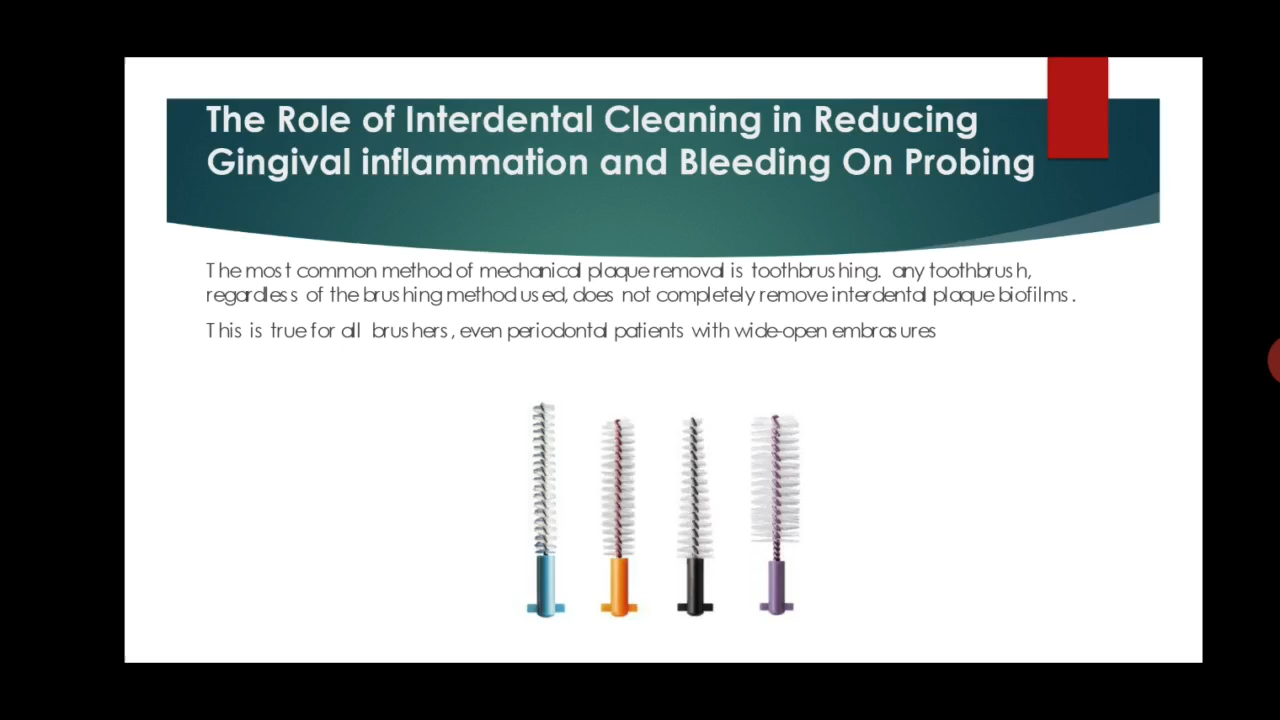 The Role of Interdental Cleaning in Reducing
Gingival inflammation and Bleeding On Probing
The most common method of mechanical plaque removal is toothbrushing. any toothbrush,
regardless of the brushing method used, does not completely remove interdental plaque biofilms.
This is true for all brushers, even periodontal patients with wide-open embrasures